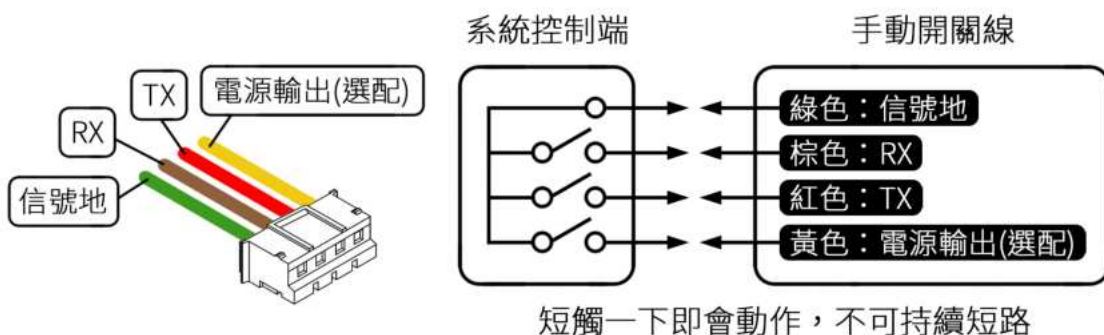 電源輸出(選配)
TX
RX
信號地
系統控制端
手動開關線
綠色：信號地
棕色：RX
紅色：TX
黃色：電源輸出(選配)
短觸一下即會動作，不可持續短路